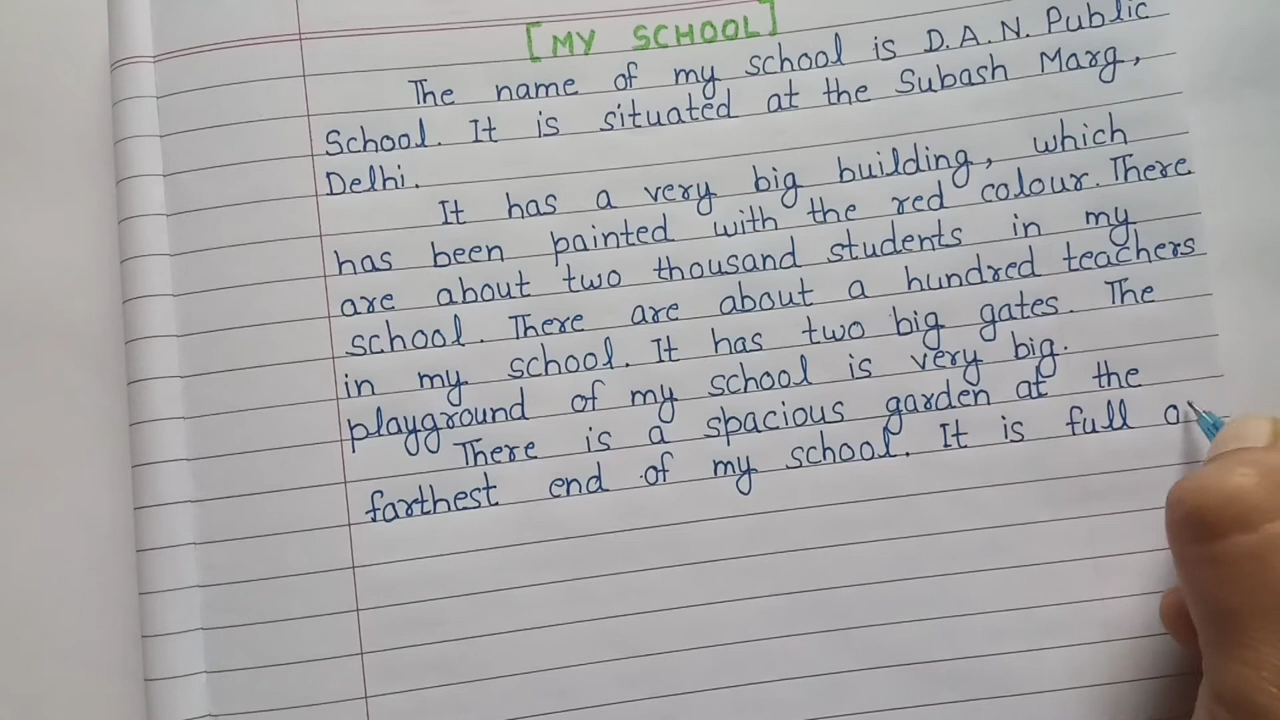 [MY SCHOOL]
The name of my school is D.A.N. Public
School. It is situated at the Subash Marg,
Delhi.
It has a very big building, which
has been painted with the red colour. There
are about two thousand students in my
school. There are about a hundred teachers
in my school. It has two big gates. The
playground of my school is very big.
There is a spacious garden at the
farthest end of my school. It is full